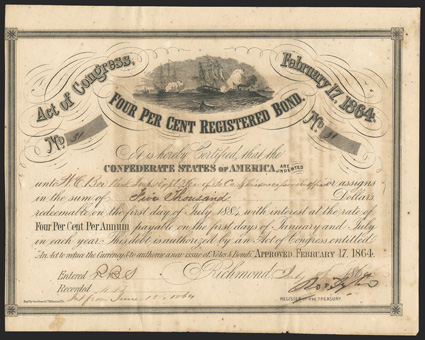 Act of Congress, February 17, 1864.
FOUR PER CENT REGISTERED BOND.
No No
It is hereby Certified, that the
CONFEDERATE STATES OF AMERICA, ARE INDEBTED
unto or assigns
in the sum of Five Thousand Dollars
redeemable on the first day of July 188 with interest at the rate of
Four Per Cent Per Annum payable on the first days of January and July
in each year. This debt is authorized by an Act of Congress entitled
"An Act to reduce the Currency & to authorize a new issue of Notes & Bonds" APPROVED FEBRUARY 17, 1864.
Entered Richmond
Recorded
Int from June 1864
REGISTER OF THE TREASURY